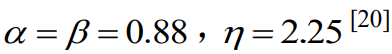 α = β = 0.88 ，η = 2.25 [20]